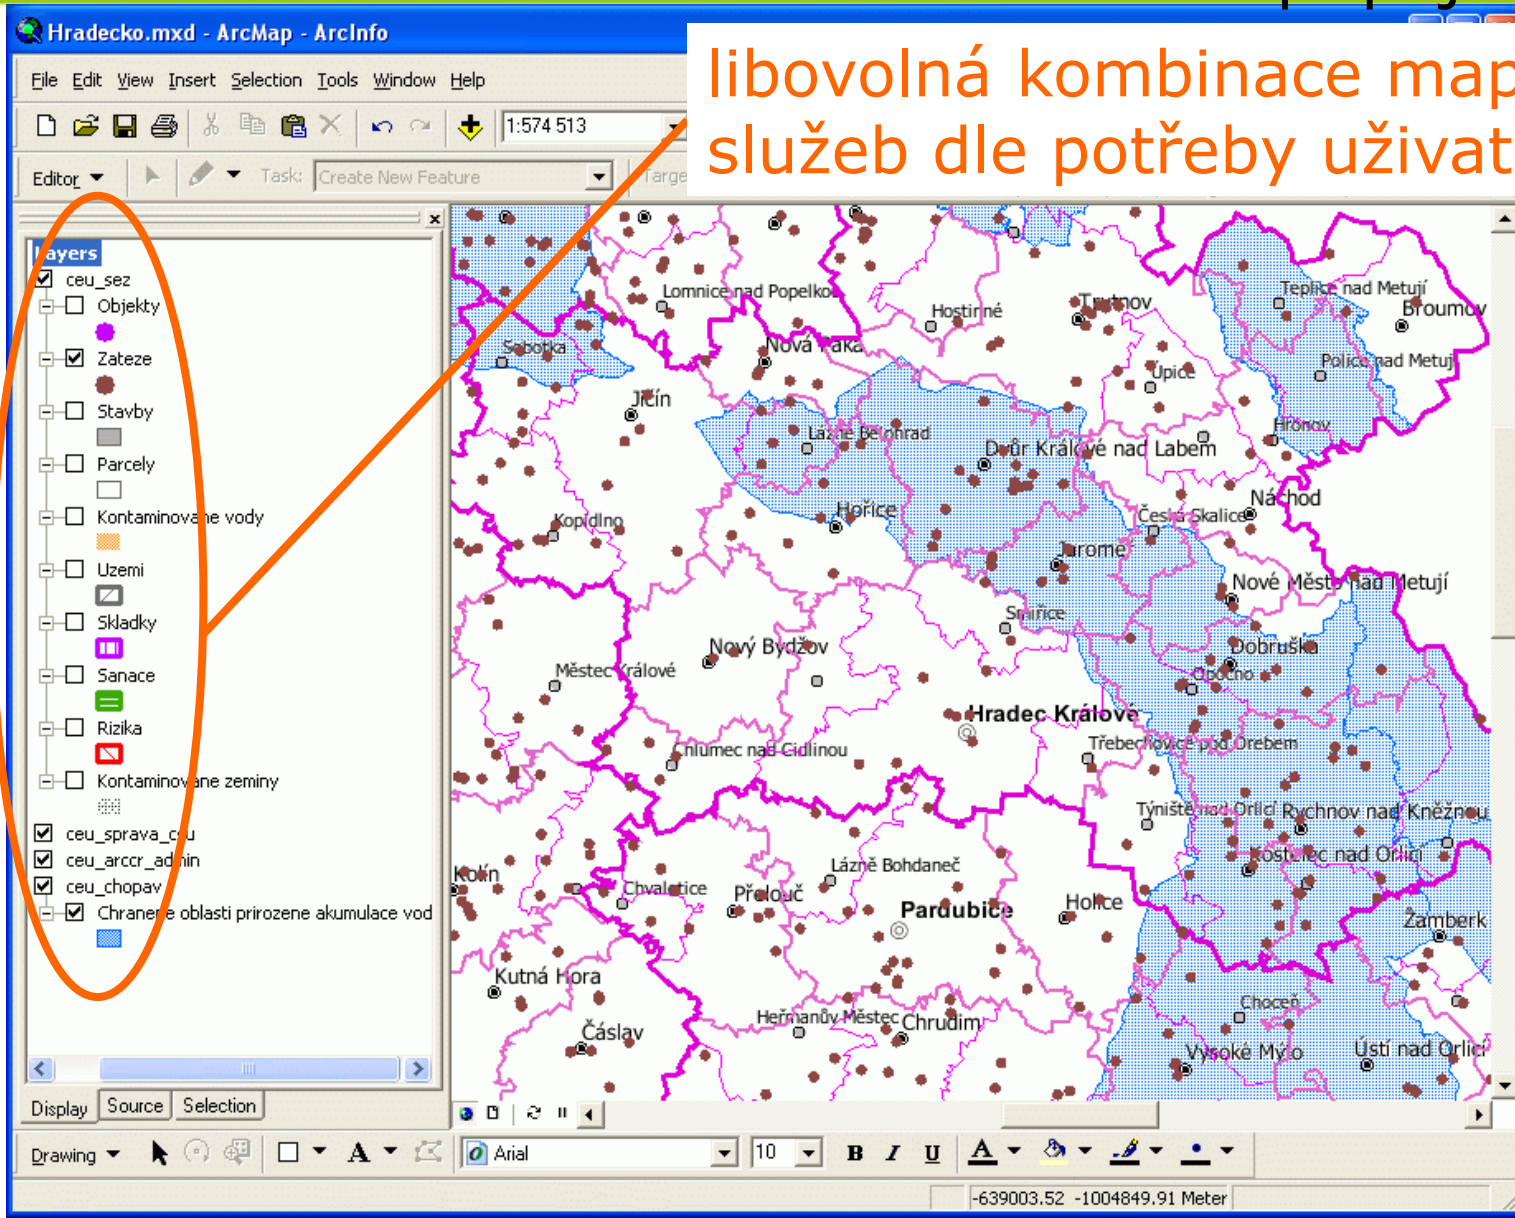 Hradecko.mxd - ArcMap - ArcInfo
libovolná kombinace map
služeb dle potřeby uživat
File Edit View Insert Selection Tools Window Help
1:574 513
Editor Task: Create New Feature Targe
Layers
ceu_sez
Objekty
Zateze
Stavby
Parcely
Kontaminovane vody
Uzemi
Skladky
Sanace
Rizika
Kontaminovane zeminy
ceu_sprava_csu
ceu_arccr_admin
ceu_chopav
Chranene oblasti prirozene akumulace vod
Display Source Selection
Lomnice nad Popelkou
Hostinné
Trutnov
Teplice nad Metují
Broumov
Sobotka
Nová Paka
Úpice
Police nad Metuj
Jičín
Lázně Bělohrad
Dvůr Králové nad Labem
Hronov
Náchod
Kopidlno
Hořice
Česká Skalice
Jaroměř
Nové Město nad Metují
Smiřice
Nový Bydžov
Dobruška
Městec Králové
Opočno
Hradec Králové
Chlumec nad Cidlinou
Třebechovice pod Orebem
Týniště nad Orlicí
Rychnov nad Kněžnou
Kostelec nad Orlicí
Kolín
Chvaletice
Lázně Bohdaneč
Přelouč
Pardubice
Holice
Žamberk
Kutná Hora
Čáslav
Heřmanův Městec
Chrudim
Choceň
Vysoké Mýto
Ústí nad Orlicí
Drawing A Arial 10 B I U A
-639003.52 -1004849.91 Meter